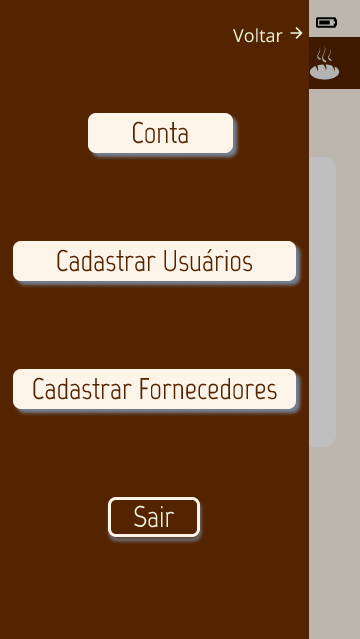 Voltar →
Conta
Cadastrar Usuários
Cadastrar Fornecedores
Sair